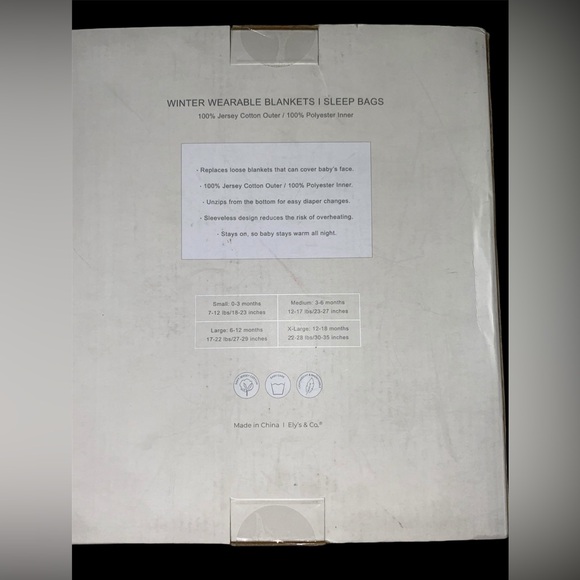 WINTER WEARABLE BLANKETS I SLEEP BAGS
100% Jersey Cotton Outer / 100% Polyester Inner
- Replaces loose blankets that can cover baby's face.
- 100% Jersey Cotton Outer / 100% Polyester Inner.
- Unzips from the bottom for easy diaper changes.
- Sleeveless design reduces the risk of overheating.
- Stays on, so baby stays warm all night.
Small: 0-3 months
7-12 lbs/19-23 inches
Medium: 3-6 months
12-17 lbs/23-27 inches
Large: 6-12 months
17-22 lbs/27-29 inches
X-Large: 12-18 months
22-28 lbs/30-35 inches
Made in China | Ely's & Co.®